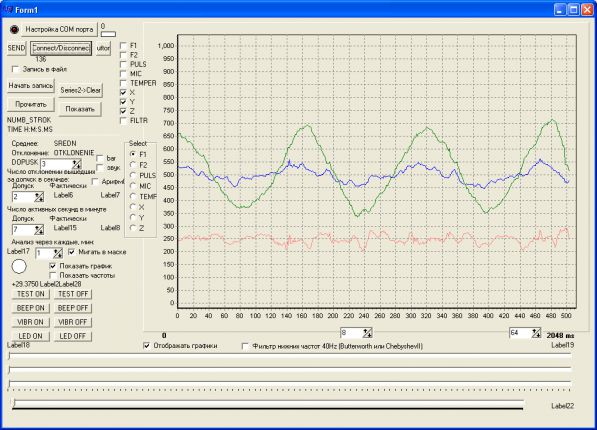 Form1
Настройка COM порта
0
SEND
Connect/Disconnect
uttor
136
Запись в файл
Начать запись
Series2->Clear
Прочитать
Показать
NUMB_STROK
TIME H:M:S.MS
F1
F2
PULS
MIC
TEMPER
X
Y
Z
FILTR
Среднее: SREDN
Отклонение: OTKLONENIE
DOPUSK 3
bar
звук
Число отклонений вышедших
за допуск в секунде:
Допуск Фактически
2 Label6 Label7
Число активных секунд в минуте
Допуск Фактически
7 Label15 Label8
Анализ через каждые, мин:
Label17 1 Мигать в маске
Показать график
Показать частоты
+29.3750 Label2Label28
TEST ON TEST OFF
BEEP ON BEEP OFF
VIBR ON VIBR OFF
LED ON LED OFF
Select
F1
F2
PULS
MIC
TEMF
X
Y
Z
1,000
950
900
850
800
750
700
650
600
550
500
450
400
350
300
250
200
150
100
50
0
0 20 40 60 80 100 120 140 160 180 200 220 240 260 280 300 320 340 360 380 400 420 440 460 480 500
0 8 64 2048 ms
Label18 Отображать графики Фильтр нижних частот 40Hz (Butterworth или ChebyshevII) Label19
Label22